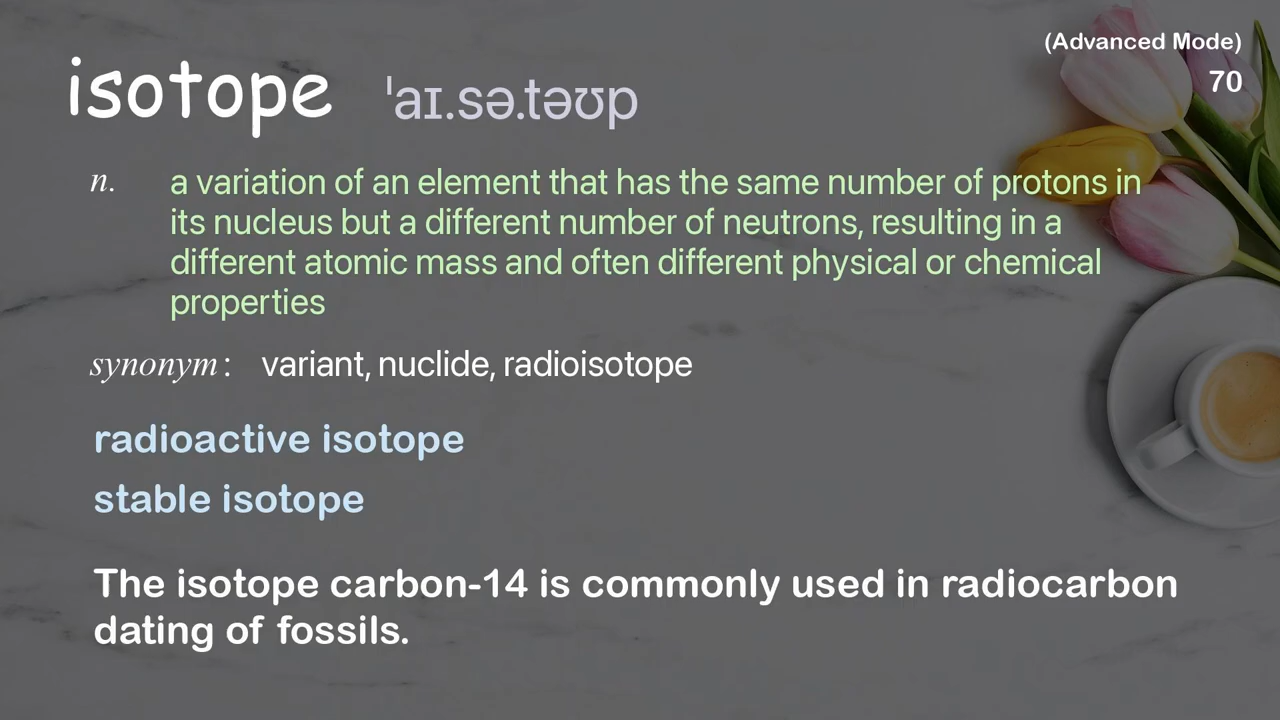 (Advanced Mode)
isotope ˈaɪ.sə.təʊp
70
n. a variation of an element that has the same number of protons in
its nucleus but a different number of neutrons, resulting in a
different atomic mass and often different physical or chemical
properties
synonym: variant, nuclide, radioisotope
radioactive isotope
stable isotope
The isotope carbon-14 is commonly used in radiocarbon
dating of fossils.